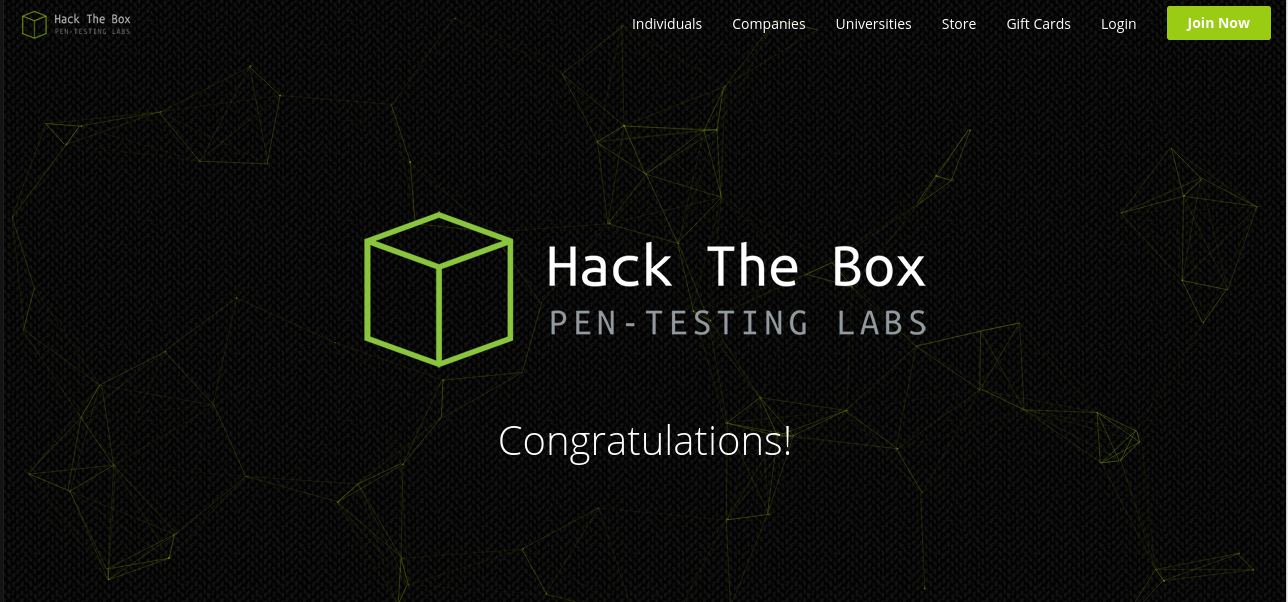 Hack The Box
PEN-TESTING LABS
Individuals Companies Universities Store Gift Cards Login Join Now
Hack The Box
PEN-TESTING LABS
Congratulations!